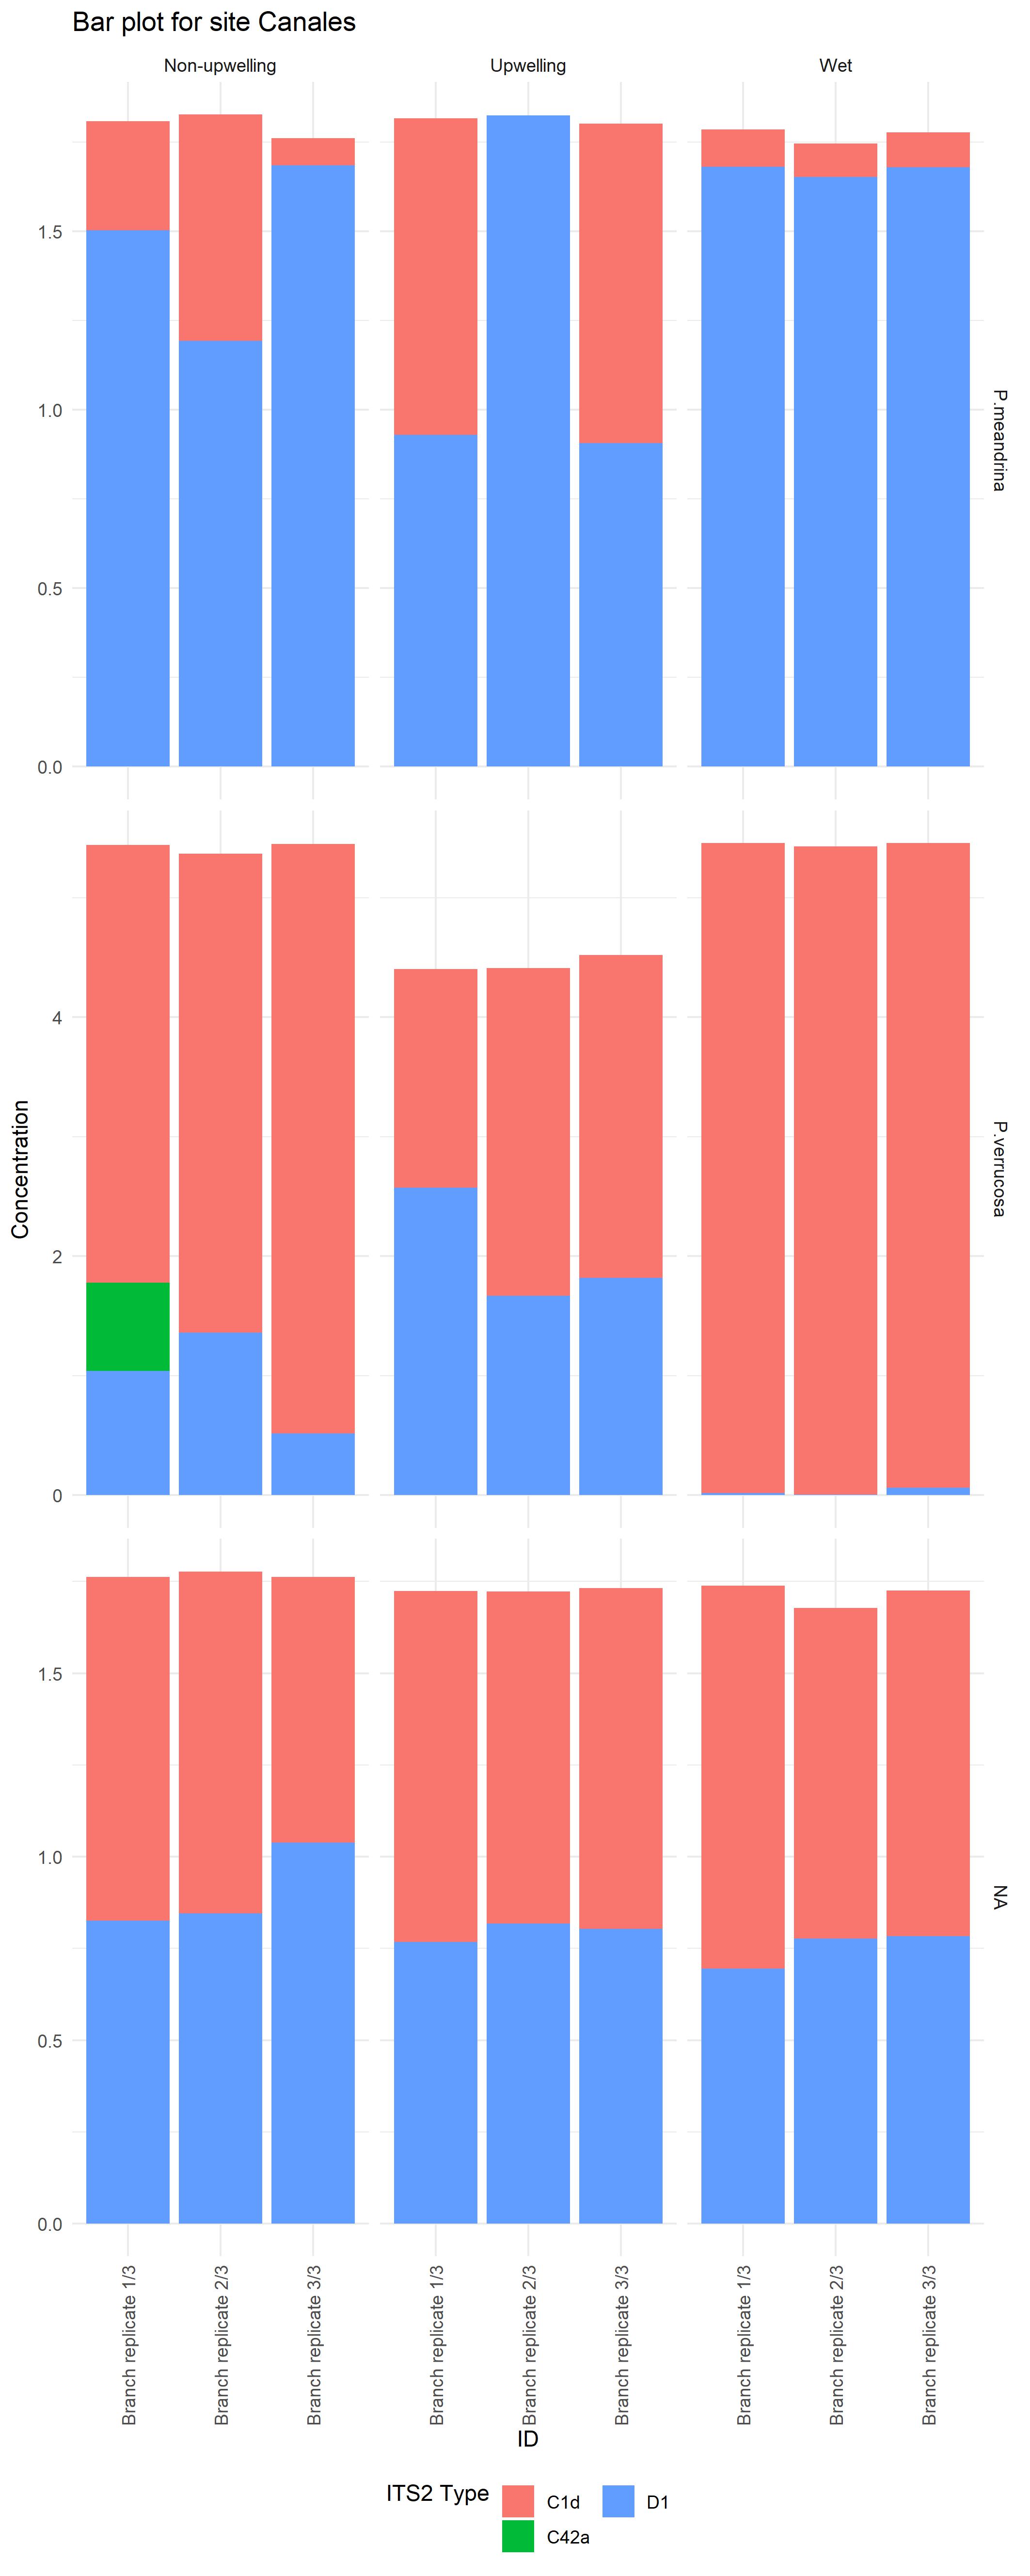 Bar plot for site Canales
Non-upwelling
Upwelling
Wet
1.5
1.0
0.5
0.0
P.meandrina
4
2
0
P.verrucosa
1.5
1.0
0.5
0.0
NA
Concentration
Branch replicate 1/3
Branch replicate 2/3
Branch replicate 3/3
Branch replicate 1/3
Branch replicate 2/3
Branch replicate 3/3
Branch replicate 1/3
Branch replicate 2/3
Branch replicate 3/3
ID
ITS2 Type
C1d
D1
C42a